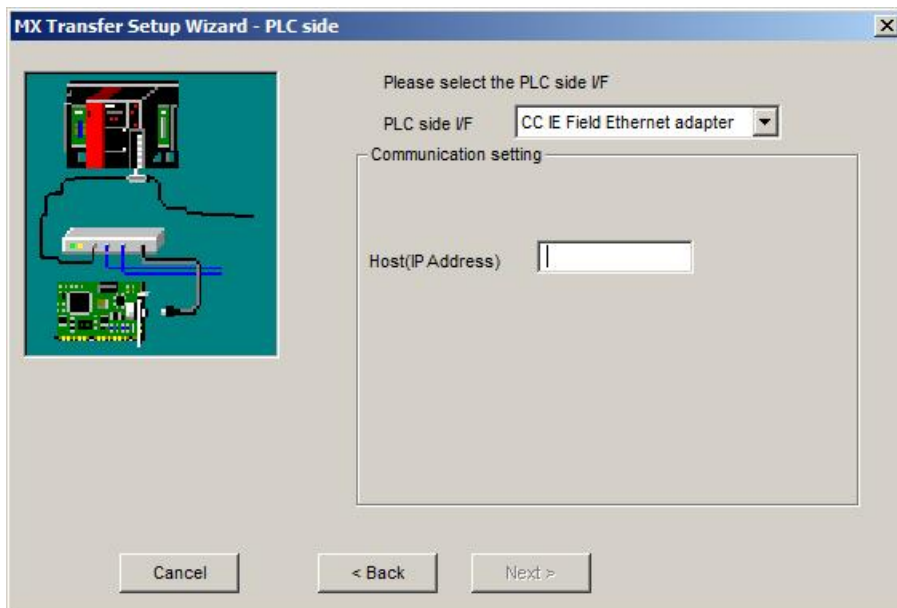 MX Transfer Setup Wizard - PLC side
Please select the PLC side I/F
PLC side I/F CC IE Field Ethernet adapter
Communication setting
Host(IP Address)
Cancel < Back Next >